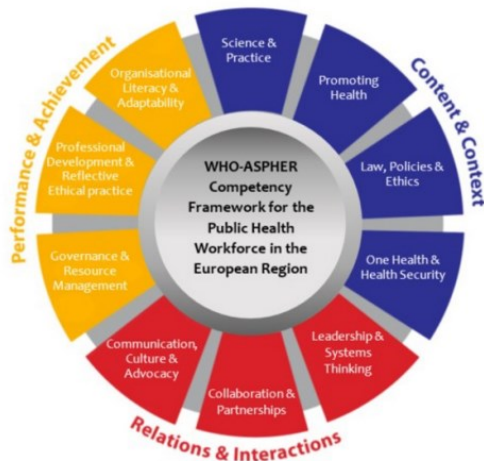 WHO-ASPHER
Competency
Framework for the
Public Health
Workforce in the
European Region
Content & Context
Science &
Practice
Promoting
Health
Law, Policies &
Ethics
One Health &
Health Security
Relations & Interactions
Leadership &
Systems
Thinking
Collaboration &
Partnerships
Communication,
Culture &
Advocacy
Performance & Achievement
Governance &
Resource
Management
Professional
Development &
Reflective
Ethical practice
Organisational
Literacy &
Adaptability